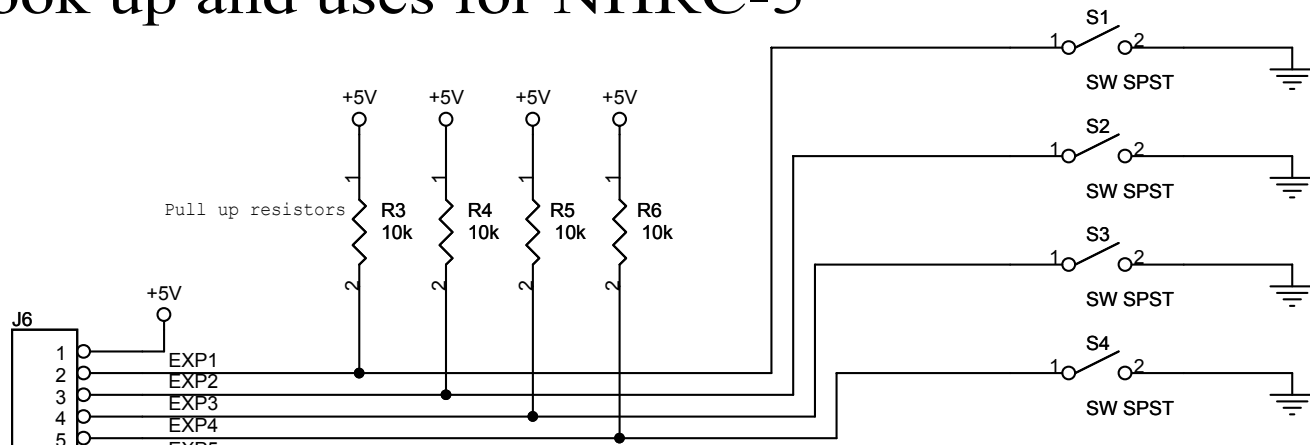 up and uses for NHRC-5
S1
1 2
SW SPST
+5V +5V +5V +5V
S2
1 2
SW SPST
1 1 1 1
Pull up resistors
R3 R4 R5 R6
10k 10k 10k 10k
S3
1 2
SW SPST
2 2 2 2
+5V
J6
S4
1 2
SW SPST
1
EXP1
2
EXP2
3
EXP3
4
EXP4
5
EXP5